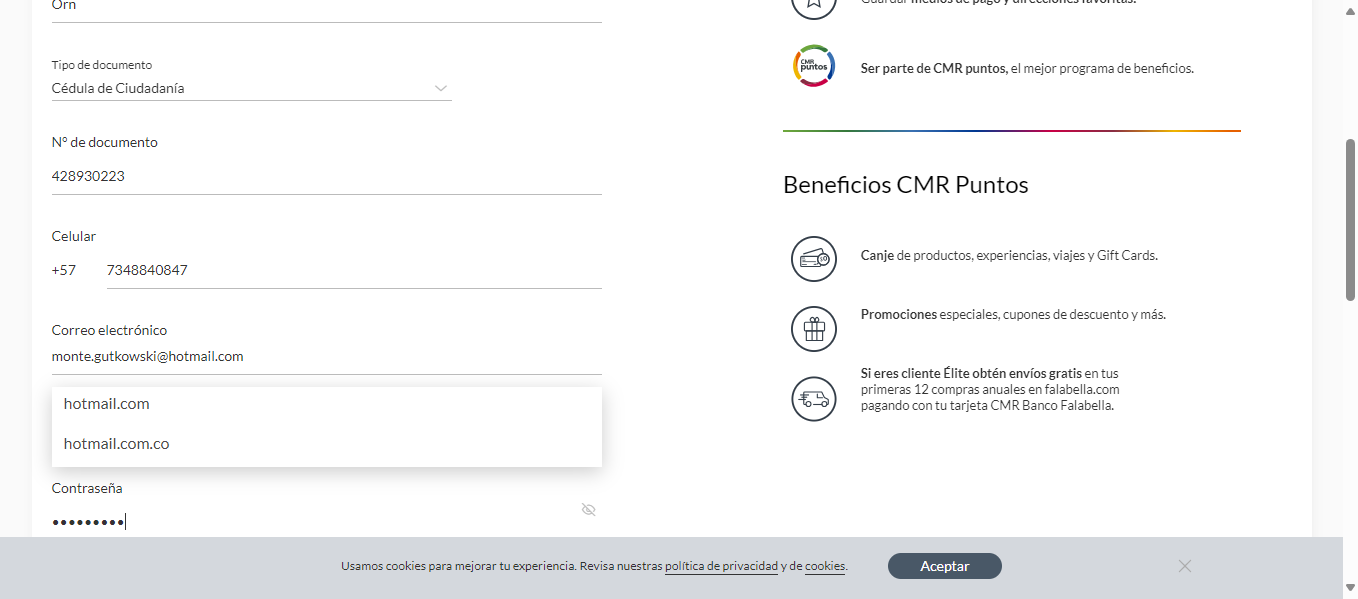 Orn
Tipo de documento
Cédula de Ciudadanía
N° de documento
428930223
Celular
+57 7348840847
Correo electrónico
monte.gutkowski@hotmail.com
hotmail.com
hotmail.com.co
Contraseña
•••••••••
Guardar medios de pago y direcciones favoritas.
CMR puntos
Ser parte de CMR puntos, el mejor programa de beneficios.
Beneficios CMR Puntos
Canje de productos, experiencias, viajes y Gift Cards.
Promociones especiales, cupones de descuento y más.
Si eres cliente Élite obtén envíos gratis en tus
primeras 12 compras anuales en falabella.com
pagando con tu tarjeta CMR Banco Falabella.
Usamos cookies para mejorar tu experiencia. Revisa nuestras política de privacidad y de cookies.
Aceptar